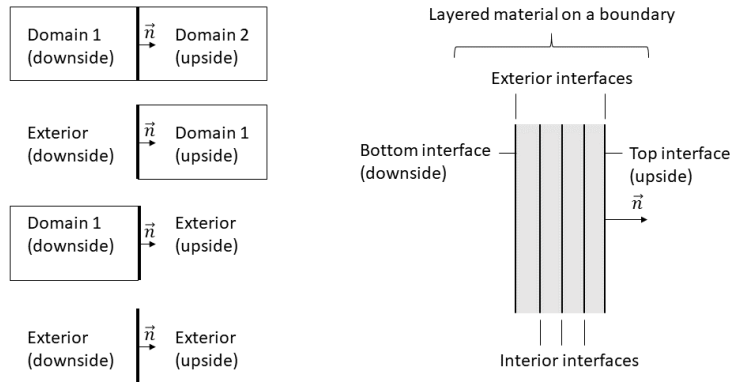 Domain 1
(downside)
n
Domain 2
(upside)
Exterior
(downside)
n
Domain 1
(upside)
Domain 1
(downside)
n
Exterior
(upside)
Exterior
(downside)
n
Exterior
(upside)
Layered material on a boundary
Exterior interfaces
Bottom interface
(downside)
Top interface
(upside)
n
Interior interfaces